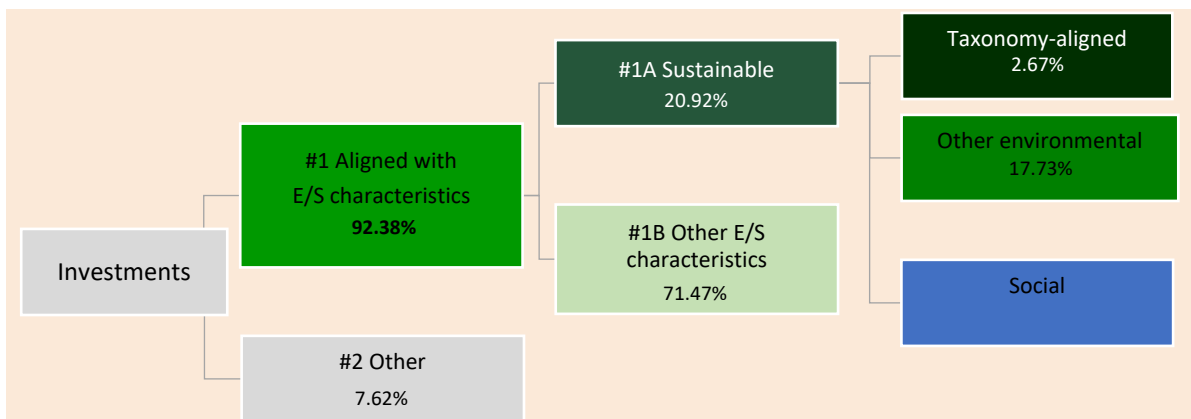 Investments
#1 Aligned with
E/S characteristics
92.38%
#2 Other
7.62%
#1A Sustainable
20.92%
#1B Other E/S
characteristics
71.47%
Taxonomy-aligned
2.67%
Other environmental
17.73%
Social